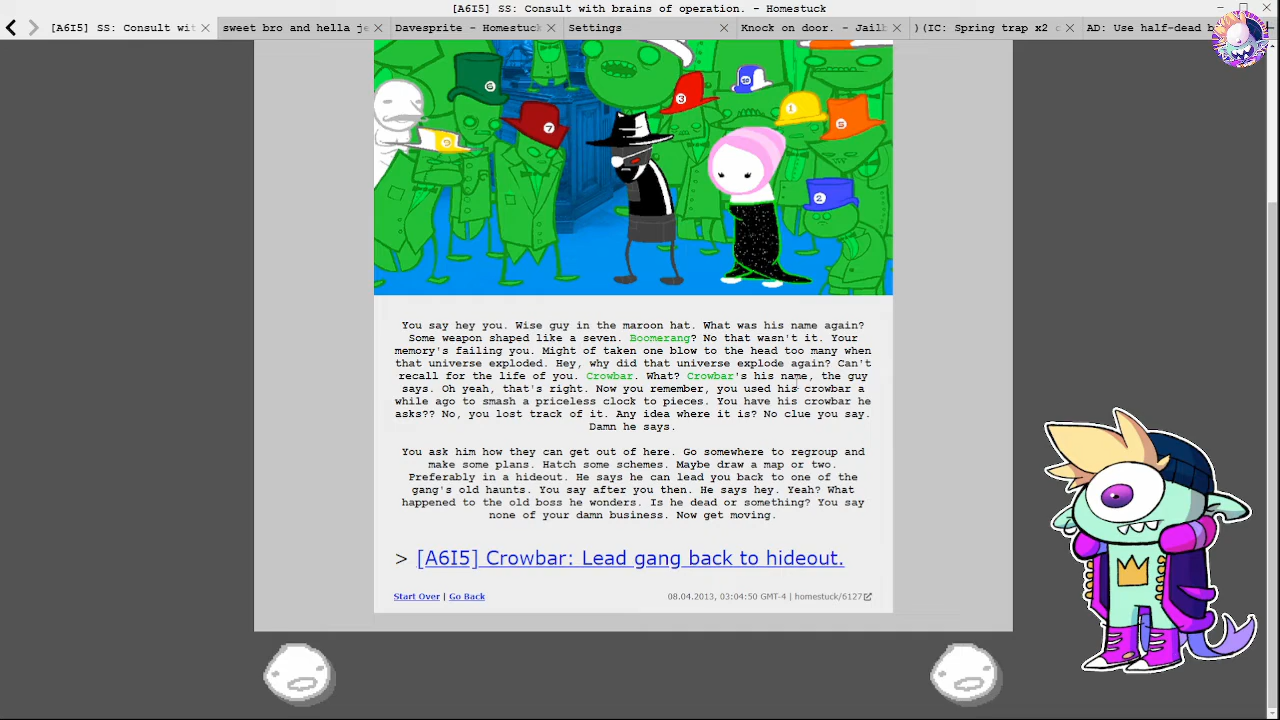 [A6I5] SS: Consult with brains of operation. - Homestuck
[A6I5] SS: Consult wit
sweet bro and hella je
Davesprite - Homestuck
Settings
Knock on door. - Jailb
)(IC: Spring trap x2 c
AD: Use half-dead
6
7
9
3
10
1
5
2
You say hey you. Wise guy in the maroon hat. What was his name again?
Some weapon shaped like a seven. Boomerang? No that wasn't it. Your
memory's failing you. Might of taken one blow to the head too many when
that universe exploded. Hey, why did that universe explode again? Can't
recall for the life of you. Crowbar. What? Crowbar's his name, the guy
says. Oh yeah, that's right. Now you remember, you used his crowbar a
while ago to smash a priceless clock to pieces. You have his crowbar he
asks?? No, you lost track of it. Any idea where it is? No clue you say.
Damn he says.
You ask him how they can get out of here. Go somewhere to regroup and
make some plans. Hatch some schemes. Maybe draw a map or two.
Preferably in a hideout. He says he can lead you back to one of the
gang's old haunts. You say after you then. He says hey. Yeah? What
happened to the old boss he wonders. Is he dead or something? You say
none of your damn business. Now get moving.
> [A6I5] Crowbar: Lead gang back to hideout.
Start Over | Go Back
08.04.2013, 03:04:50 GMT-4 | homestuck/6127